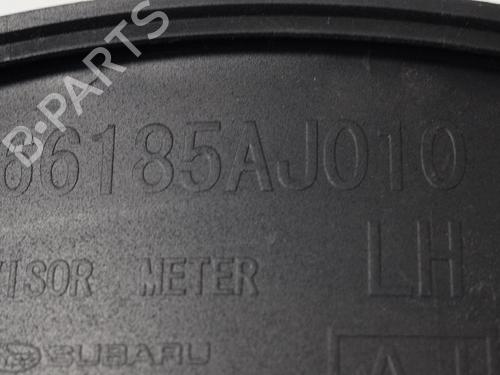 B-PARTS
66185AJ010
LH
VISOR METER
SUBARU